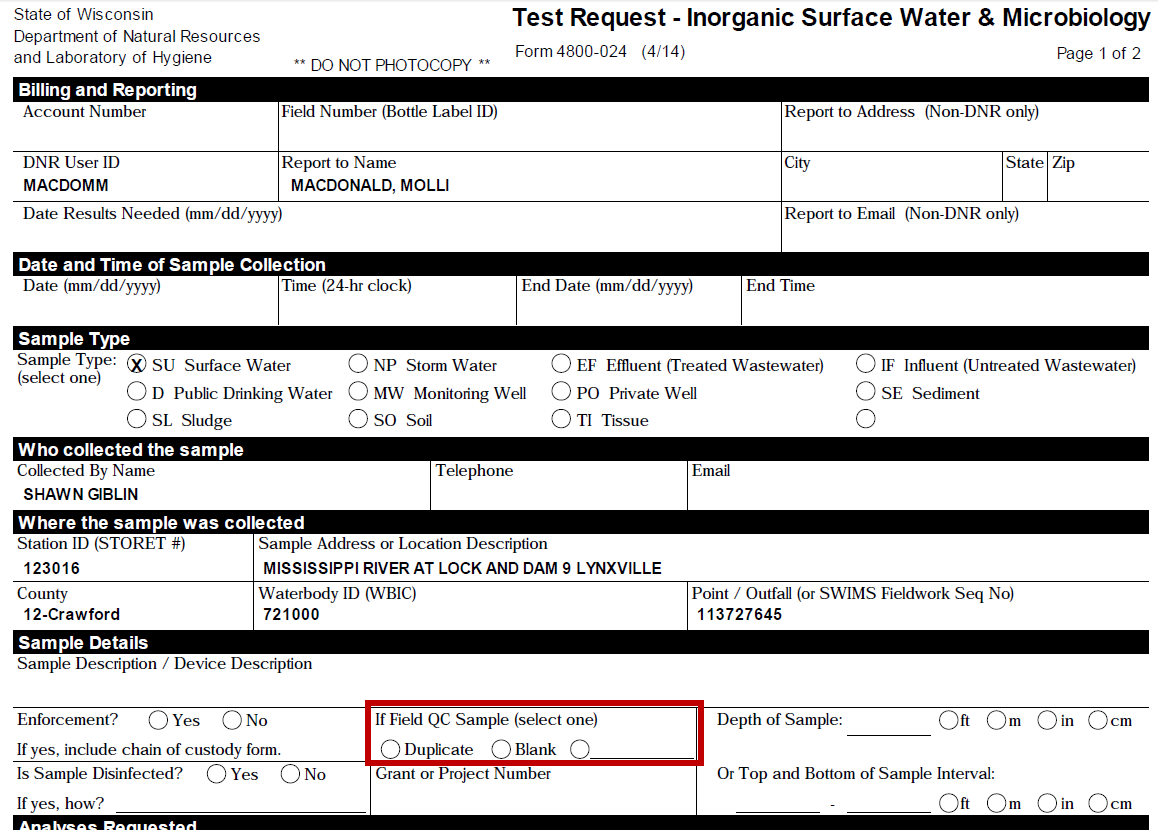 State of Wisconsin
Department of Natural Resources
and Laboratory of Hygiene
** DO NOT PHOTOCOPY **
Test Request - Inorganic Surface Water & Microbiology
Form 4800-024 (4/14)
Page 1 of 2
Billing and Reporting
Account Number
Field Number (Bottle Label ID)
Report to Address (Non-DNR only)
DNR User ID
MACDOMM
Report to Name
MACDONALD, MOLLI
City
State
Zip
Date Results Needed (mm/dd/yyyy)
Report to Email (Non-DNR only)
Date and Time of Sample Collection
Date (mm/dd/yyyy)
Time (24-hr clock)
End Date (mm/dd/yyyy)
End Time
Sample Type
Sample Type:
(select one)
X SU Surface Water
NP Storm Water
EF Effluent (Treated Wastewater)
IF Influent (Untreated Wastewater)
D Public Drinking Water
MW Monitoring Well
PO Private Well
SE Sediment
SL Sludge
SO Soil
TI Tissue
Who collected the sample
Collected By Name
SHAWN GIBLIN
Telephone
Email
Where the sample was collected
Station ID (STORET #)
123016
Sample Address or Location Description
MISSISSIPPI RIVER AT LOCK AND DAM 9 LYNXVILLE
County
12-Crawford
Waterbody ID (WBIC)
721000
Point / Outfall (or SWIMS Fieldwork Seq No)
113727645
Sample Details
Sample Description / Device Description
Enforcement? Yes No
If yes, include chain of custody form.
If Field QC Sample (select one)
Duplicate Blank
Depth of Sample: ft m in cm
Is Sample Disinfected? Yes No
If yes, how?
Grant or Project Number
Or Top and Bottom of Sample Interval:
- ft m in cm
Analyses Requested